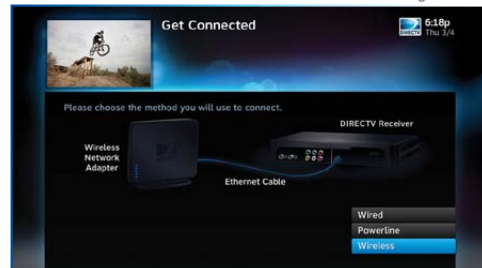 Get Connected
DIRECTV
6:18p
Thu 3/4
Please choose the method you will use to connect.
DIRECTV Receiver
Wireless
Network
Adapter
Ethernet Cable
Wired
Powerline
Wireless